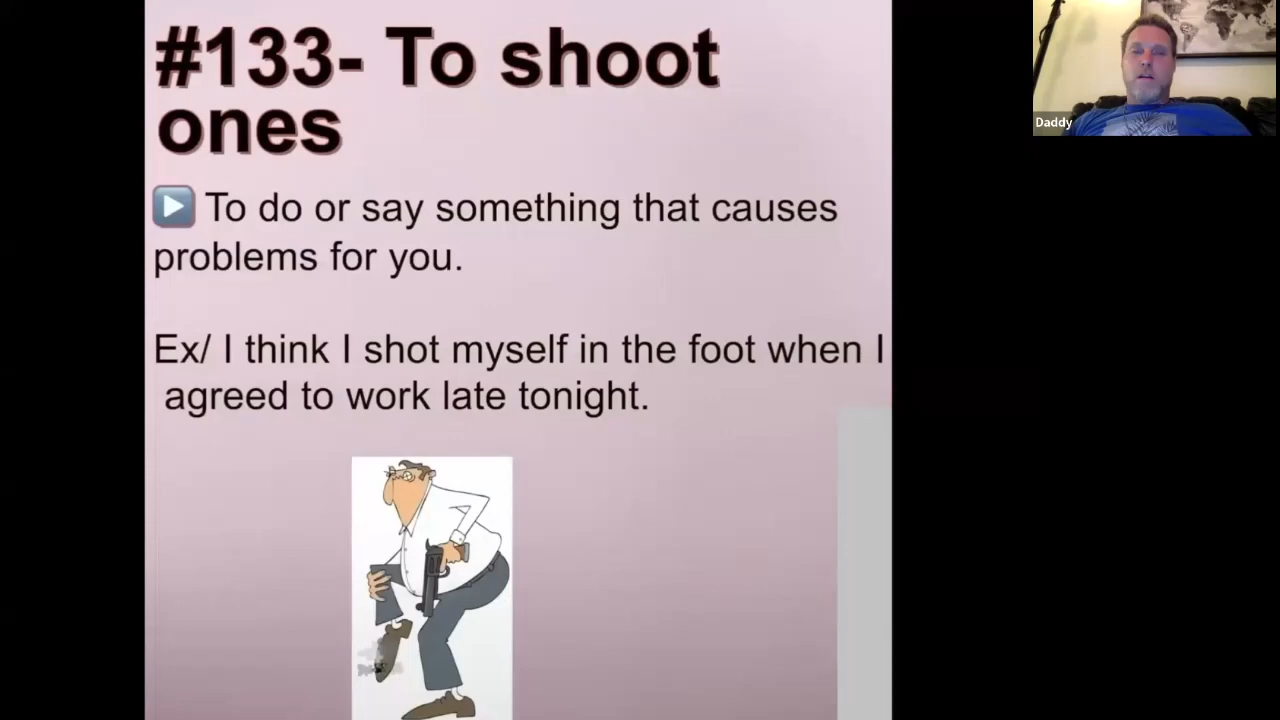 #133- To shoot
ones
▶️ To do or say something that causes
problems for you.
Ex/ I think I shot myself in the foot when I
agreed to work late tonight.
Daddy